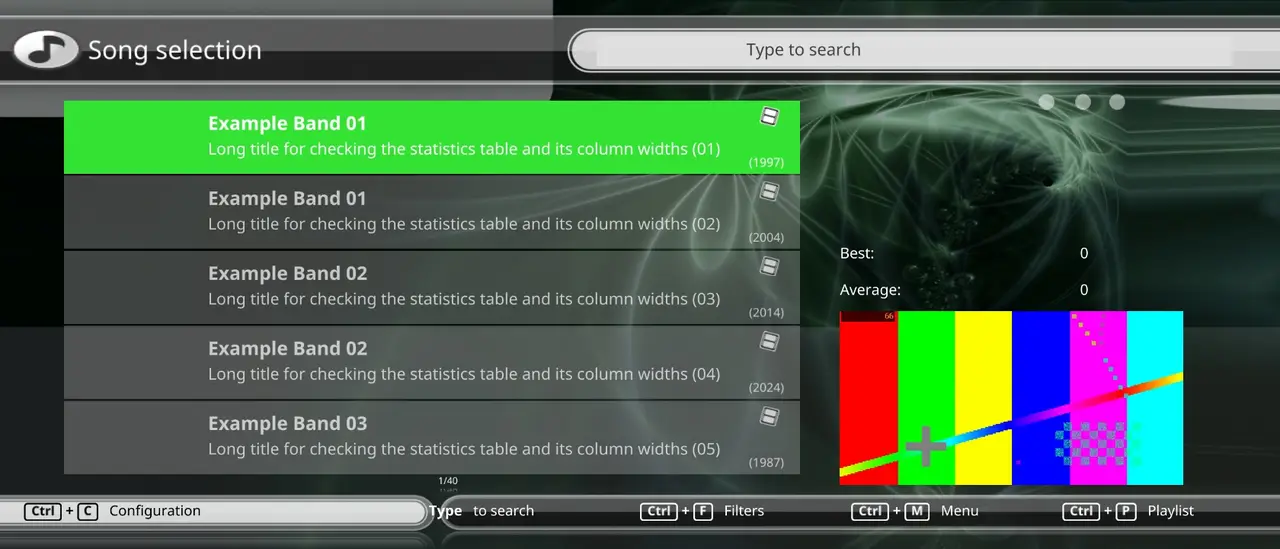 Song selection
Type to search
Example Band 01
Long title for checking the statistics table and its column widths (01)
(1997)
Example Band 01
Long title for checking the statistics table and its column widths (02)
(2004)
Example Band 02
Long title for checking the statistics table and its column widths (03)
(2014)
Example Band 02
Long title for checking the statistics table and its column widths (04)
(2024)
Example Band 03
Long title for checking the statistics table and its column widths (05)
(1987)
Best: 0
Average: 0
66
1/40
Ctrl + C Configuration
Type to search
Ctrl + F Filters
Ctrl + M Menu
Ctrl + P Playlist